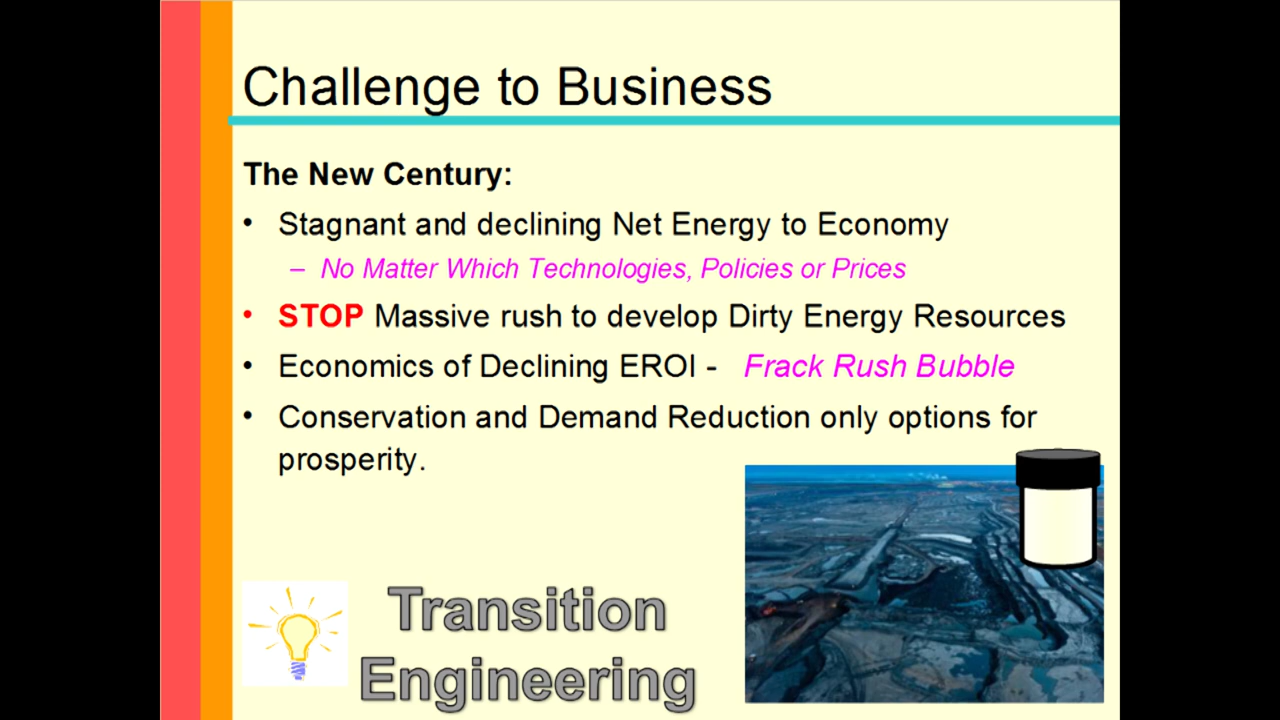 Challenge to Business
The New Century:
• Stagnant and declining Net Energy to Economy
– No Matter Which Technologies, Policies or Prices
• STOP Massive rush to develop Dirty Energy Resources
• Economics of Declining EROI - Frack Rush Bubble
• Conservation and Demand Reduction only options for
prosperity.
Transition
Engineering